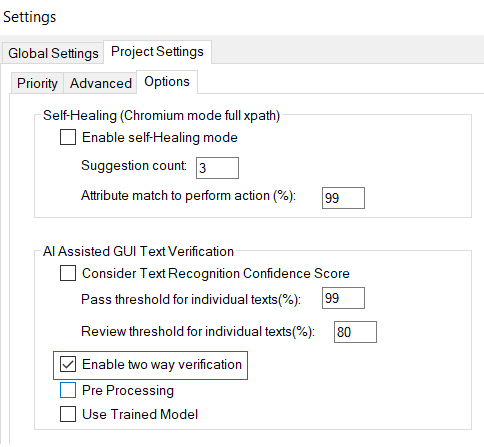 Settings
Global Settings Project Settings
Priority Advanced Options
Self-Healing (Chromium mode full xpath)
Enable self-Healing mode
Suggestion count: 3
Attribute match to perform action (%): 99
AI Assisted GUI Text Verification
Consider Text Recognition Confidence Score
Pass threshold for individual texts(%): 99
Review threshold for individual texts(%): 80
Enable two way verification
Pre Processing
Use Trained Model